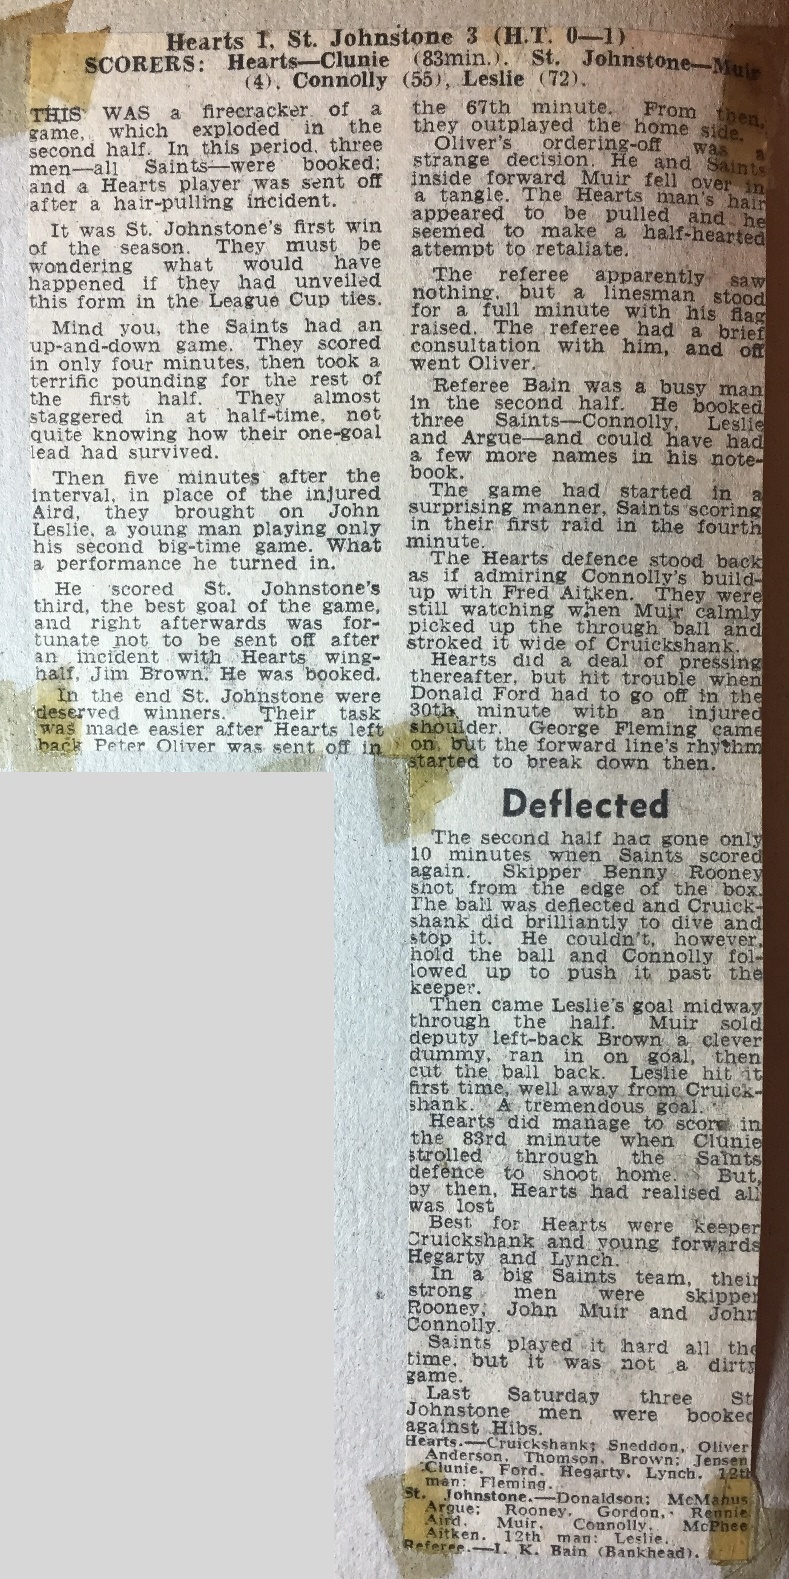 Hearts 1, St. Johnstone 3 (H.T. 0—1)
SCORERS: Hearts—Clunie (83min.). St. Johnstone—Muir
(4), Connolly (55), Leslie (72).
THIS WAS a firecracker of a
game, which exploded in the
second half. In this period, three
men—all Saints—were booked;
and a Hearts player was sent off
after a hair-pulling incident.
It was St. Johnstone's first win
of the season. They must be
wondering what would have
happened if they had unveiled
this form in the League Cup ties.
Mind you, the Saints had an
up-and-down game. They scored
in only four minutes, then took a
terrific pounding for the rest of
the first half. They almost
staggered in at half-time, not
quite knowing how their one-goal
lead had survived.
Then five minutes after the
interval, in place of the injured
Aird, they brought on John
Leslie, a young man playing only
his second big-time game. What
a performance he turned in.
He scored St. Johnstone's
third, the best goal of the game,
and right afterwards was for-
tunate not to be sent off after
an incident with Hearts wing-
half, Jim Brown. He was booked.
In the end St. Johnstone were
deserved winners. Their task
was made easier after Hearts left
back Peter Oliver was sent off in
the 67th minute. From then,
they outplayed the home side.
Oliver's ordering-off was a
strange decision. He and Saints
inside forward Muir fell over in
a tangle. The Hearts man's hair
appeared to be pulled and he
seemed to make a half-hearted
attempt to retaliate.
The referee apparently saw
nothing, but a linesman stood
for a full minute with his flag
raised. The referee had a brief
consultation with him, and off
went Oliver.
Referee Bain was a busy man
in the second half. He booked
three Saints—Connolly, Leslie
and Argue—and could have had
a few more names in his note-
book.
The game had started in a
surprising manner, Saints scoring
in their first raid in the fourth
minute.
The Hearts defence stood back
as if admiring Connolly's build-
up with Fred Aitken. They were
still watching when Muir calmly
picked up the through ball and
stroked it wide of Cruickshank.
Hearts did a deal of pressing
thereafter, but hit trouble when
Donald Ford had to go off in the
30th minute with an injured
shoulder. George Fleming came
on, but the forward line's rhythm
started to break down then.
Deflected
The second half had gone only
10 minutes when Saints scored
again. Skipper Benny Rooney
shot from the edge of the box.
The ball was deflected and Cruick-
shank did brilliantly to dive and
stop it. He couldn't, however,
hold the ball and Connolly fol-
lowed up to push it past the
keeper.
Then came Leslie's goal midway
through the half. Muir sold
deputy left-back Brown a clever
dummy, ran in on goal, then
cut the ball back. Leslie hit it
first time, well away from Cruick-
shank. A tremendous goal.
Hearts did manage to score in
the 83rd minute when Clunie
strolled through the Saints
defence to shoot home. But,
by then, Hearts had realised all
was lost
Best for Hearts were keeper
Cruickshank and young forwards
Hegarty and Lynch.
In a big Saints team, their
strong men were skipper
Rooney, John Muir and John
Connolly.
Saints played it hard all the
time, but it was not a dirty
game.
Last Saturday three St
Johnstone men were booked
against Hibs.
Hearts.—Cruickshank; Sneddon, Oliver
Anderson, Thomson, Brown; Jensen
Clunie, Ford, Hegarty, Lynch. 12th
man: Fleming.
St. Johnstone.—Donaldson; McManus
Argue; Rooney, Gordon, Rennie
Aird, Muir, Connolly, McPhee
Aitken. 12th man: Leslie.
Referee.—I. K. Bain (Bankhead).